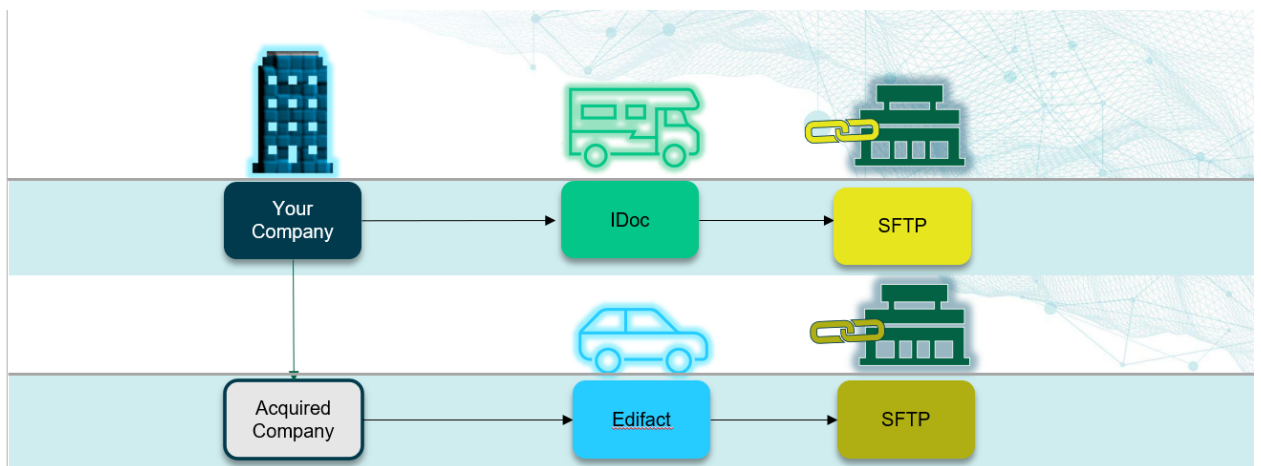 Your
Company
IDoc
SFTP
Acquired
Company
Edifact
SFTP